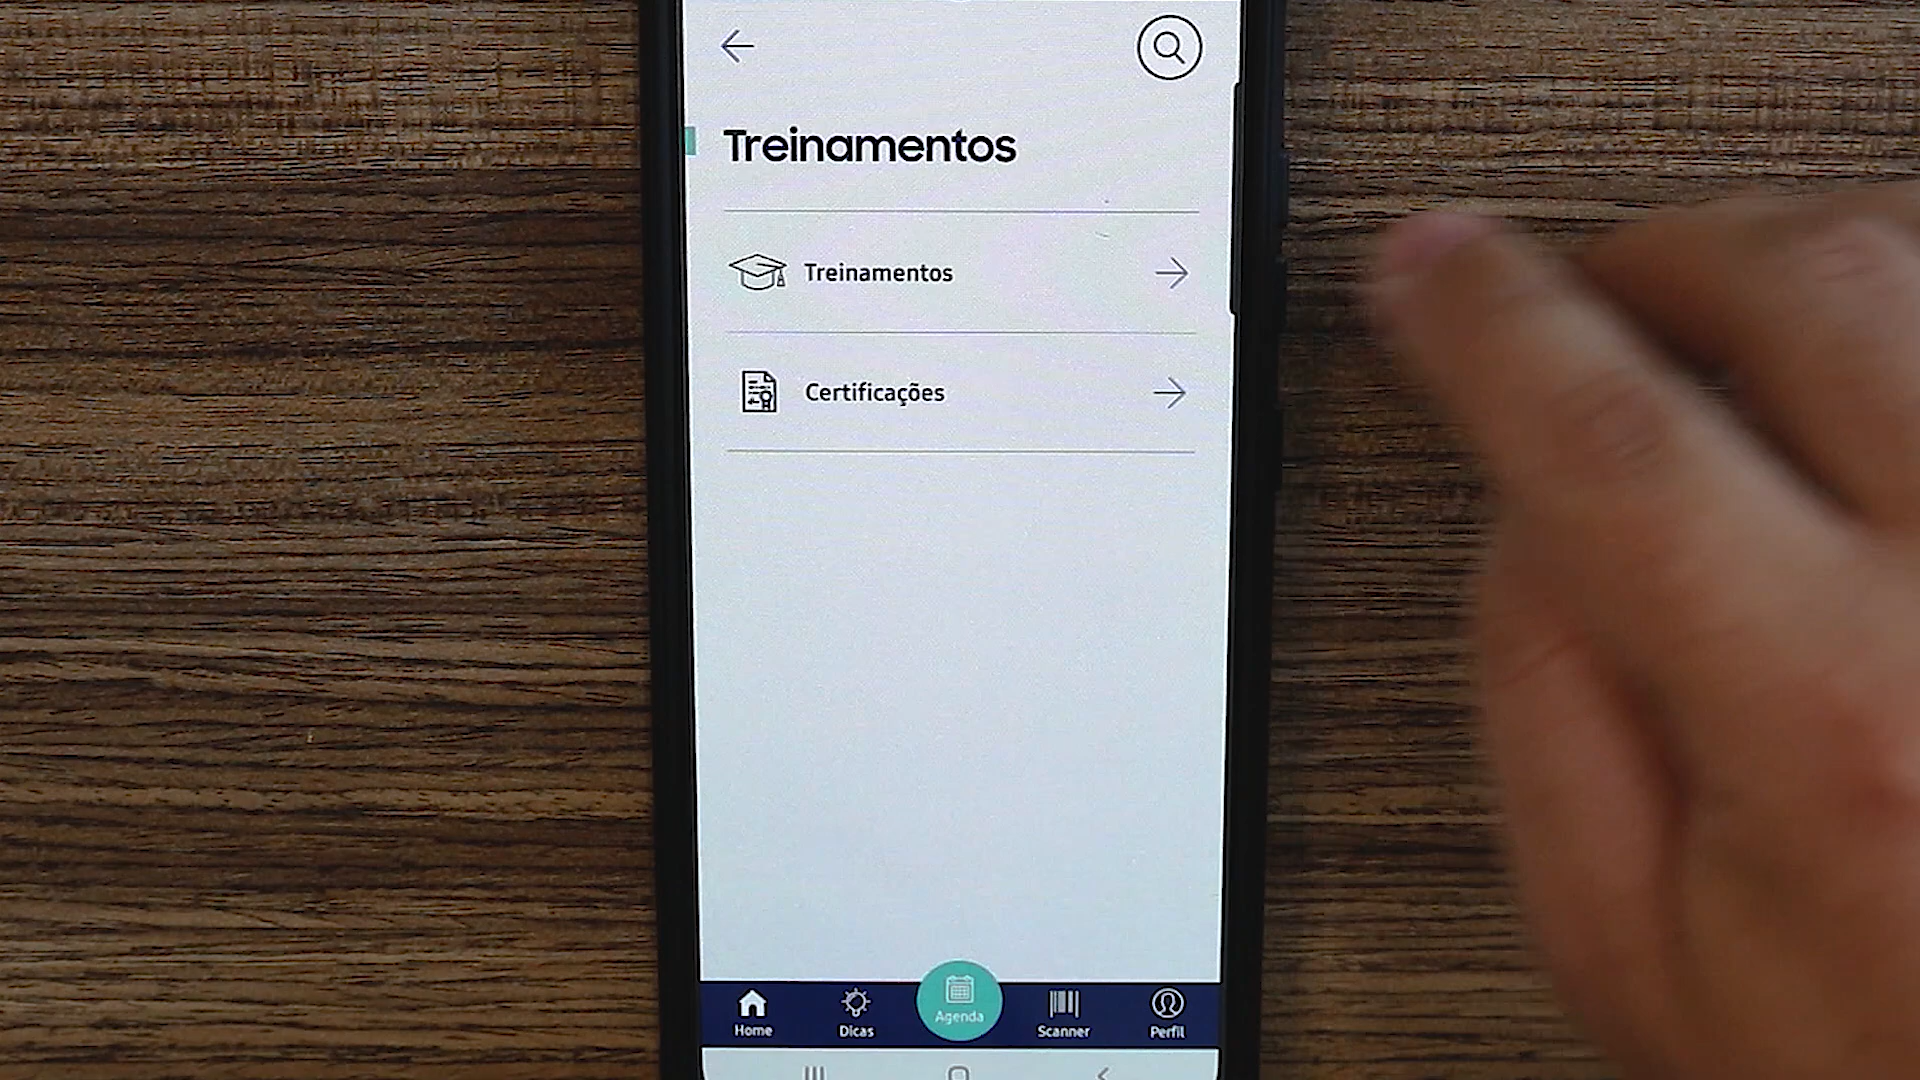 Treinamentos
Treinamentos
Certificações
Home
Dicas
Agenda
Scanner
Perfil